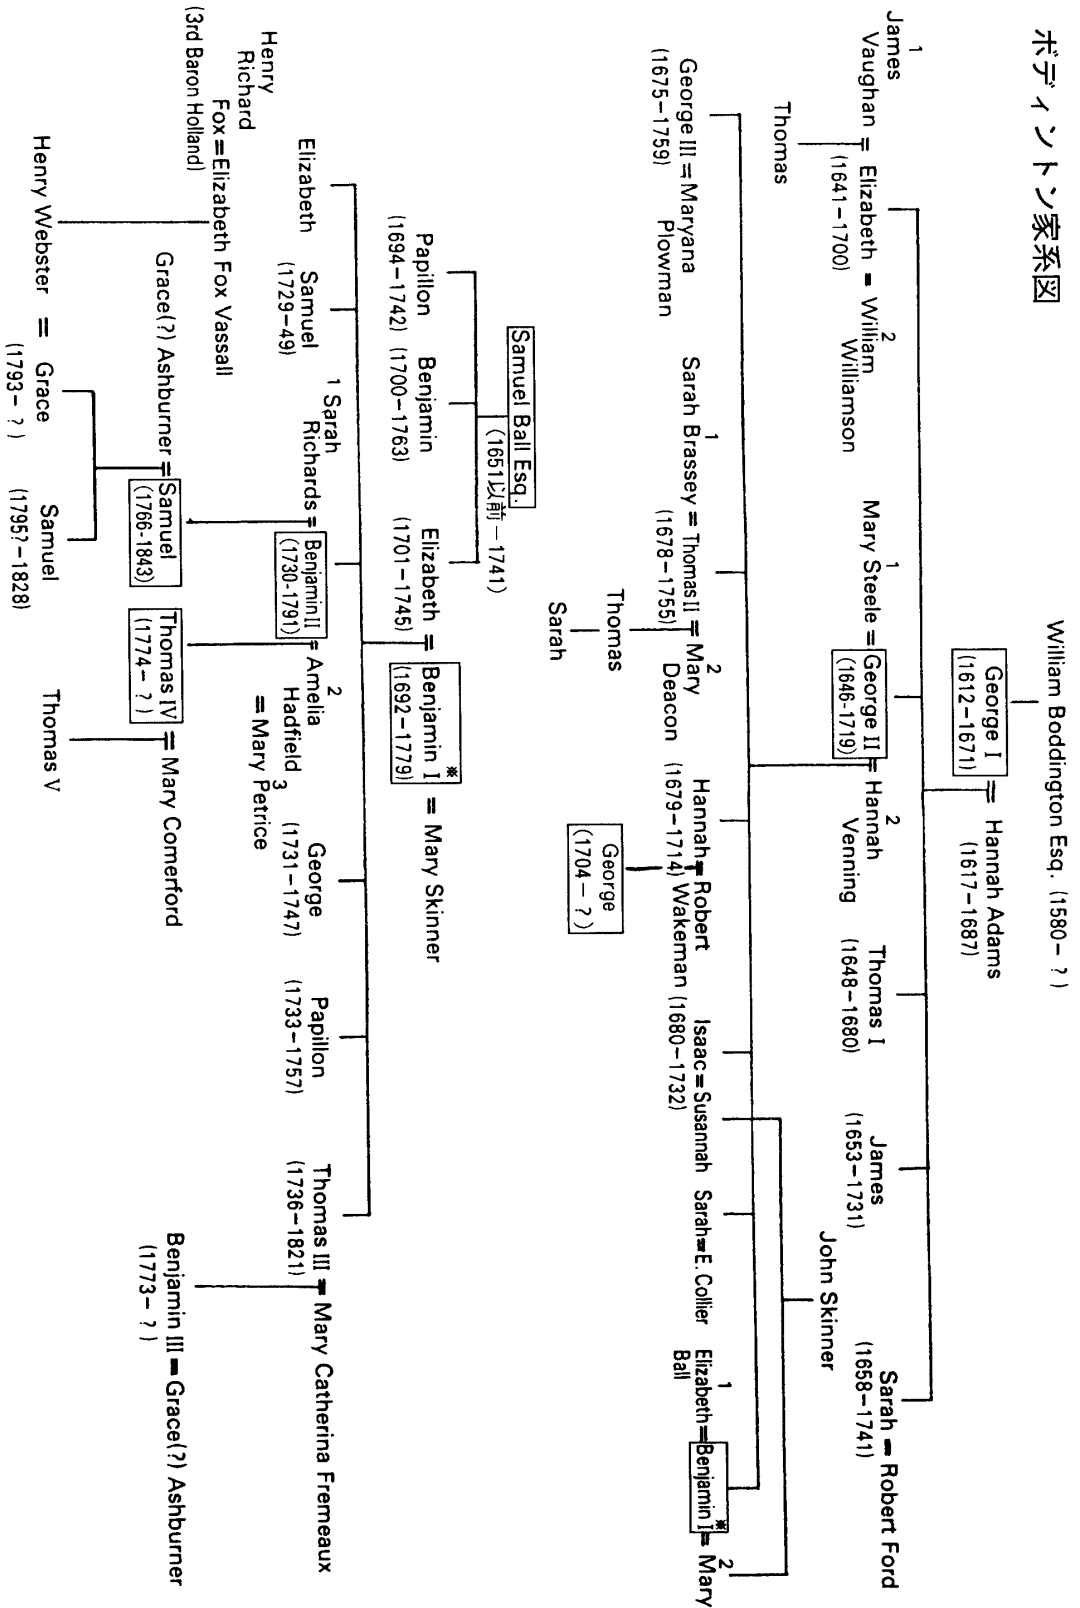 ボディントン家系図
William Boddington Esq. (1580– ? )
George I = Hannah Adams
(1612–1671) (1617–1687)
1 2 1 2
James Vaughan = Elizabeth = William Williamson Mary Steele = George II = Hannah Venning Thomas I James Sarah = Robert Ford
(1641–1700) (1646-1719) (1648–1680) (1653–1731) (1658–1741)
Thomas
John Skinner
1 2 1 2
George III = Maryana Plowman Sarah Brassey = Thomas II = Mary Deacon Hannah = Robert Wakeman Isaac = Susannah Sarah = E. Collier Elizabeth Ball = Benjamin I※ = Mary
(1675–1759) (1678–1755) (1679–1714) (1680–1732)
Thomas
Sarah
George
(1704– ? )
Samuel Ball Esq.
(1651以前–1741)
Papillon Benjamin Elizabeth = Benjamin I※ = Mary Skinner
(1694–1742) (1700–1763) (1701–1745) (1692–1779)
1 2 3
Elizabeth Samuel Sarah Richards = Benjamin II = Amelia Hadfield = Mary Petrice George Papillon Thomas III = Mary Catherina Fremeaux
(1729–49) (1730-1791) (1731–1747) (1733–1757) (1736–1821)
Henry Richard Fox = Elizabeth Fox Vassall
(3rd Baron Holland)
Grace(?) Ashburner = Samuel Thomas IV = Mary Comerford Benjamin III = Grace(?) Ashburner
(1766-1843) (1774– ? ) (1773– ? )
Henry Webster = Grace Samuel Thomas V
(1793– ? ) (1795?–1828)